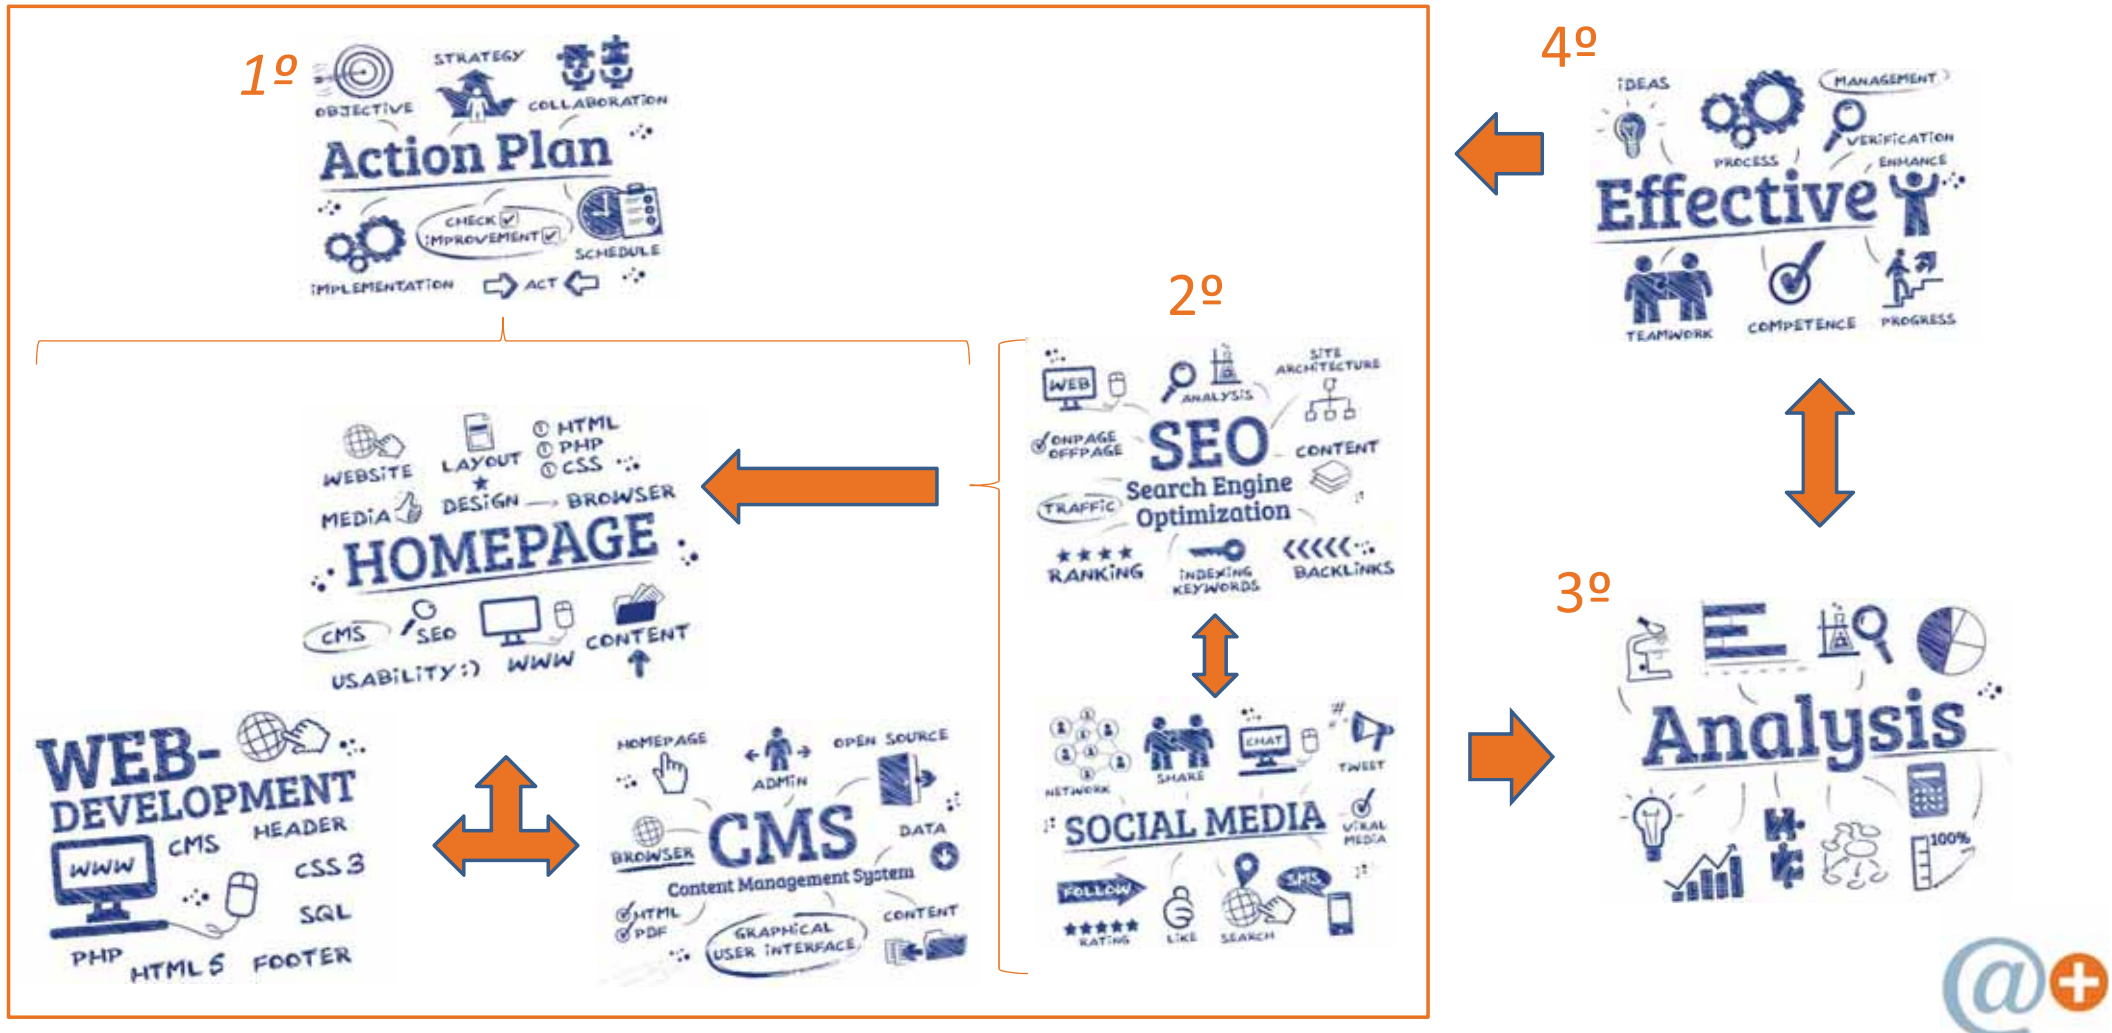 1º
OBJECTIVE
STRATEGY
COLLABORATION
Action Plan
CHECK
IMPROVEMENT
SCHEDULE
IMPLEMENTATION
ACT
2º
WEB
ANALYSIS
SITE
ARCHITECTURE
ONPAGE
OFFPAGE
SEO
CONTENT
Search Engine
Optimization
TRAFFIC
RANKING
INDEXING
KEYWORDS
BACKLINKS
WEBSITE
LAYOUT
HTML
PHP
CSS
MEDIA
DESIGN
BROWSER
HOMEPAGE
CMS
SEO
USABILITY:)
WWW
CONTENT
WEB-
DEVELOPMENT
WWW
CMS
HEADER
CSS3
SQL
PHP
HTML5
FOOTER
HOMEPAGE
ADMIN
OPEN SOURCE
BROWSER
CMS
DATA
Content Management System
HTML
PDF
GRAPHICAL
USER INTERFACE
CONTENT
NETWORK
SHARE
CHAT
#
TWEET
SOCIAL MEDIA
VIRAL
MEDIA
FOLLOW
RATING
LIKE
SEARCH
SMS
3º
Analysis
100%
4º
IDEAS
PROCESS
MANAGEMENT
VERIFICATION
ENHANCE
Effective
TEAMWORK
COMPETENCE
PROGRESS
@+